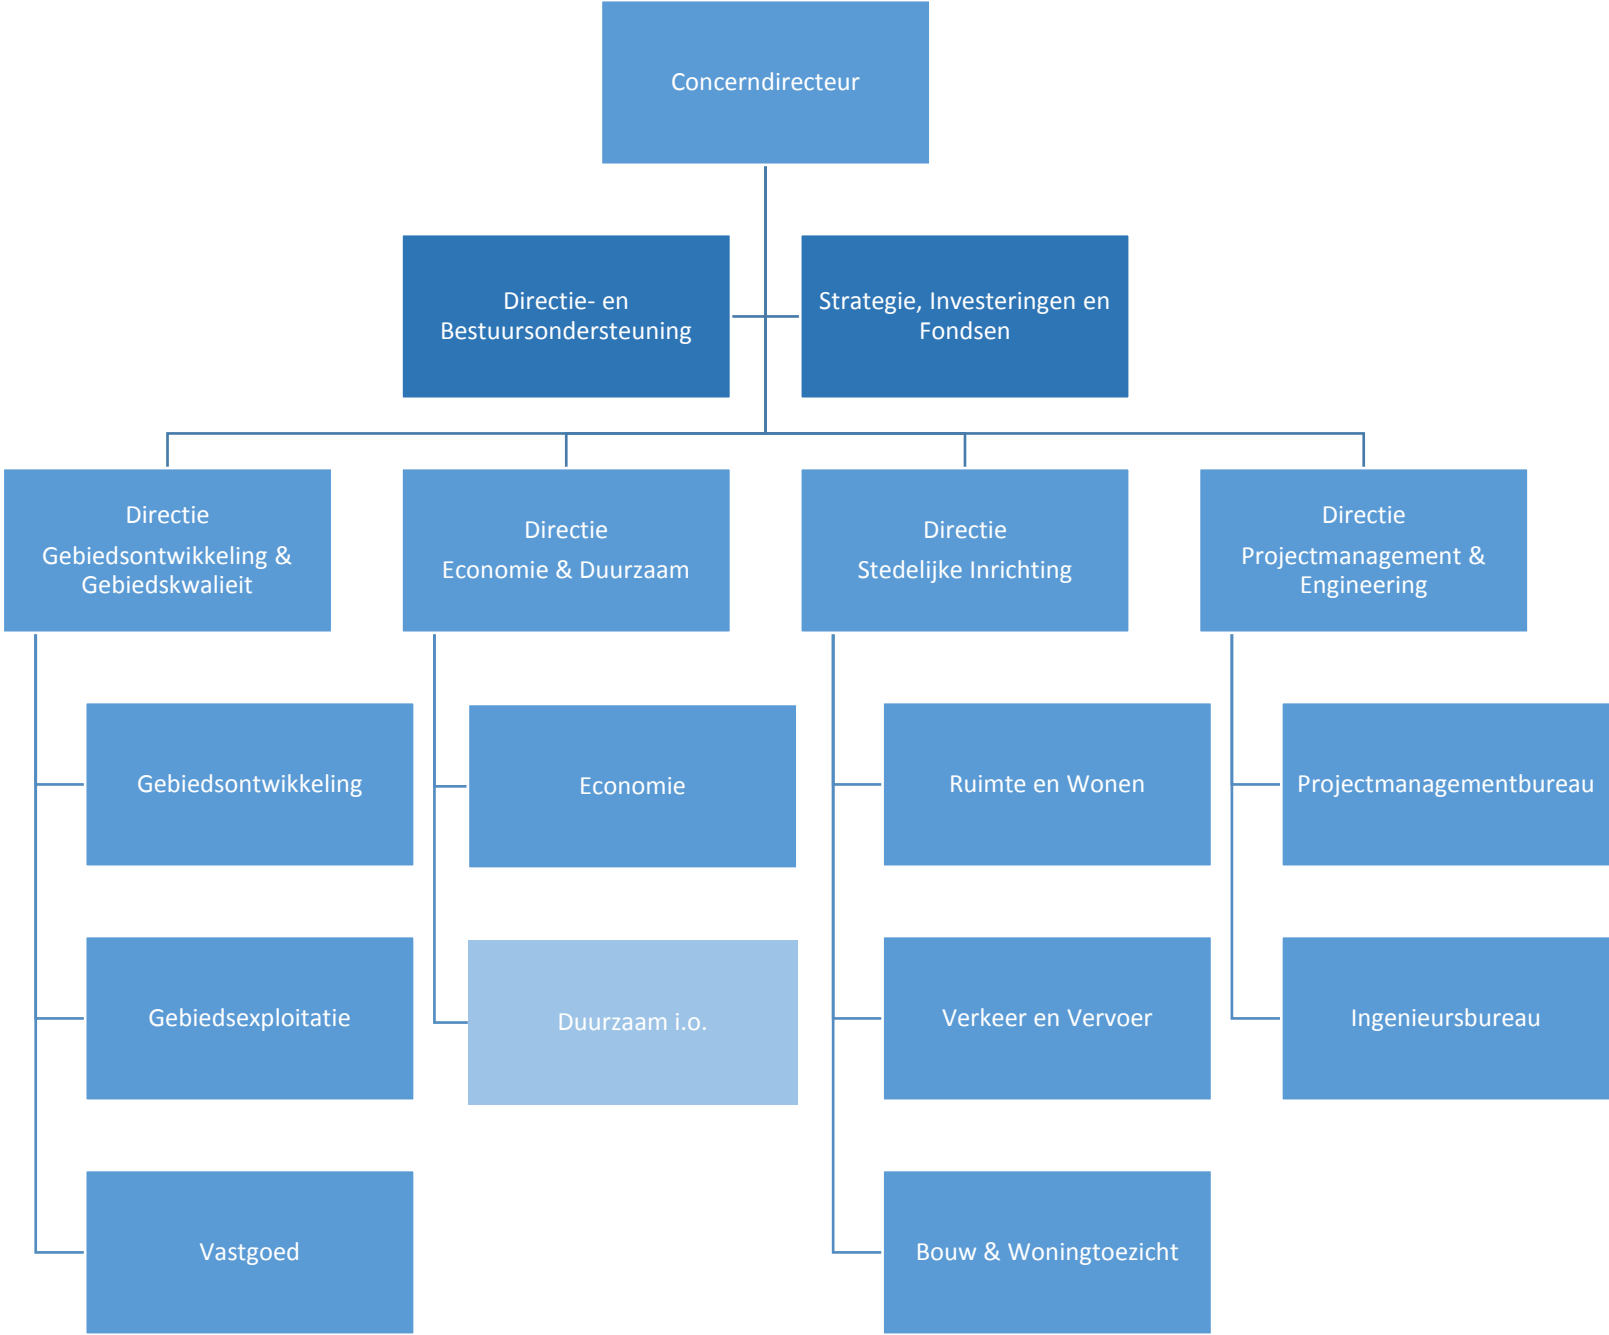 Concerndirecteur
Directie- en
Bestuursondersteuning
Strategie, Investeringen en
Fondsen
Directie
Gebiedsontwikkeling &
Gebiedskwalieit
Directie
Economie & Duurzaam
Directie
Stedelijke Inrichting
Directie
Projectmanagement &
Engineering
Gebiedsontwikkeling
Economie
Ruimte en Wonen
Projectmanagementbureau
Gebiedsexploitatie
Duurzaam i.o.
Verkeer en Vervoer
Ingenieursbureau
Vastgoed
Bouw & Woningtoezicht